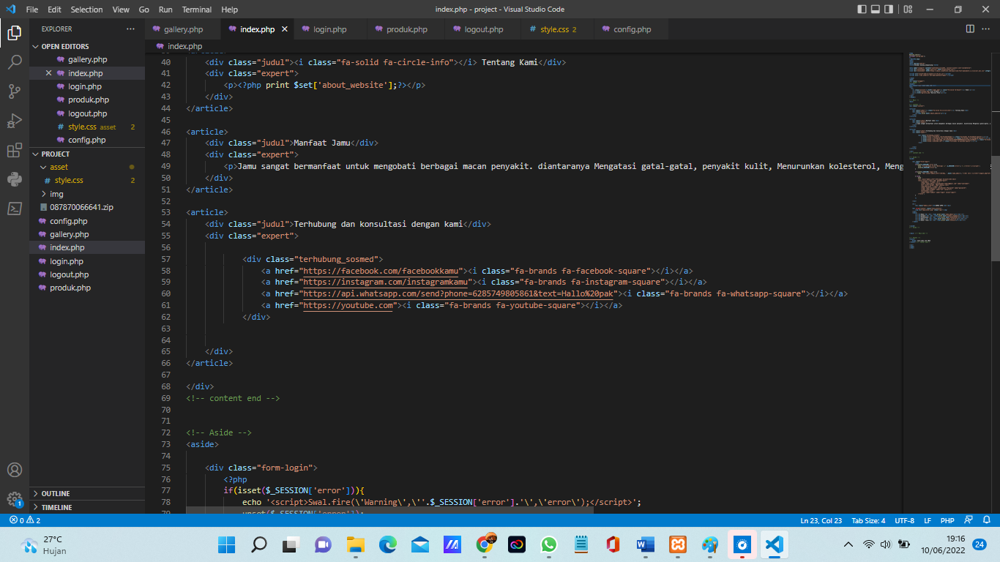 File Edit Selection View Go Run Terminal Help
index.php - project - Visual Studio Code
EXPLORER
OPEN EDITORS
gallery.php
index.php
login.php
produk.php
logout.php
style.css asset 2
config.php
PROJECT
asset
style.css 2
img
087870066641.zip
config.php
gallery.php
index.php
login.php
logout.php
produk.php
OUTLINE
TIMELINE
gallery.php index.php login.php produk.php logout.php style.css 2 config.php
index.php
40 <div class="judul"><i class="fa-solid fa-circle-info"></i> Tentang Kami</div>
41 <div class="expert">
42 <p><?php print $set['about_website'];?></p>
43 </div>
44 </article>
45
46 <article>
47 <div class="judul">Manfaat Jamu</div>
48 <div class="expert">
49 <p>Jamu sangat bermanfaat untuk mengobati berbagai macan penyakit. diantaranya Mengatasi gatal-gatal, penyakit kulit, Menurunkan kolesterol, Meng
50 </div>
51 </article>
52
53 <article>
54 <div class="judul">Terhubung dan konsultasi dengan kami</div>
55 <div class="expert">
56
57 <div class="terhubung_sosmed">
58 <a href="https://facebook.com/facebookkamu"><i class="fa-brands fa-facebook-square"></i></a>
59 <a href="https://instagram.com/instagramkamu"><i class="fa-brands fa-instagram-square"></i></a>
60 <a href="https://api.whatsapp.com/send?phone=6285749805861&text=Hallo%20pak"><i class="fa-brands fa-whatsapp-square"></i></a>
61 <a href="https://youtube.com"><i class="fa-brands fa-youtube-square"></i></a>
62 </div>
63
64
65 </div>
66 </article>
67
68 </div>
69 <!-- content end -->
70
71
72 <!-- Aside -->
73 <aside>
74
75 <div class="form-login">
76 <?php
77 if(isset($_SESSION['error'])){
78 echo '<script>Swal.fire(\'Warning\',\''.$_SESSION['error'].'\',\'error\');</script>';
1
0 2
Ln 23, Col 23 Tab Size: 4 UTF-8 LF PHP
27°C
Hujan
19:16
10/06/2022
24